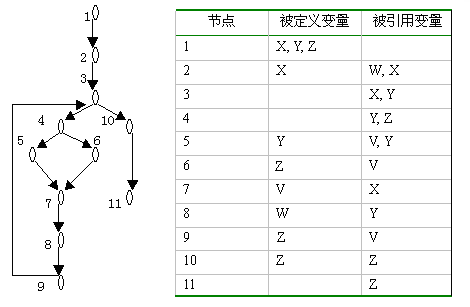 1
2
3
4
10
5
6
7
11
8
9
节点 被定义变量 被引用变量
1 X, Y, Z
2 X W, X
3 X, Y
4 Y, Z
5 Y V, Y
6 Z V
7 V X
8 W Y
9 Z V
10 Z Z
11 Z